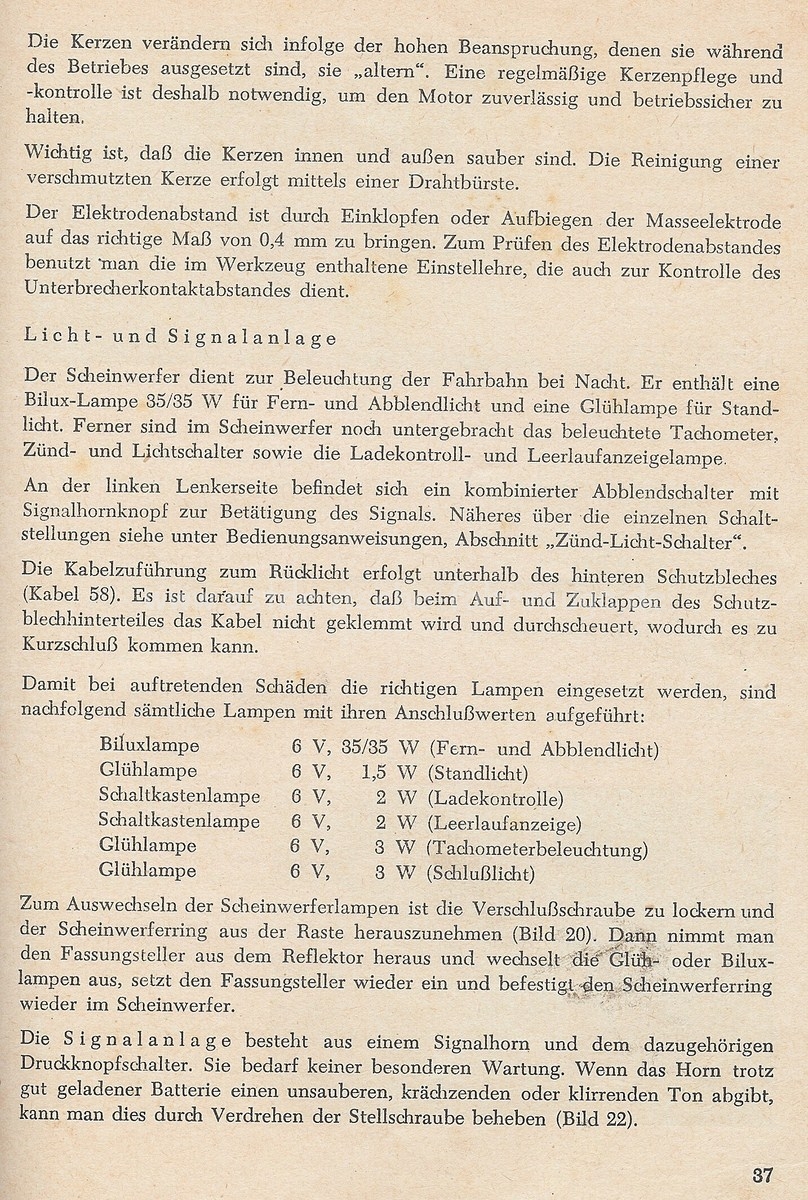 Die Kerzen verändern sich infolge der hohen Beanspruchung, denen sie während
des Betriebes ausgesetzt sind, sie „altern“. Eine regelmäßige Kerzenpflege und
-kontrolle ist deshalb notwendig, um den Motor zuverlässig und betriebssicher zu
halten.
Wichtig ist, daß die Kerzen innen und außen sauber sind. Die Reinigung einer
verschmutzten Kerze erfolgt mittels einer Drahtbürste.
Der Elektrodenabstand ist durch Einklopfen oder Aufbiegen der Masseelektrode
auf das richtige Maß von 0,4 mm zu bringen. Zum Prüfen des Elektrodenabstandes
benutzt man die im Werkzeug enthaltene Einstellehre, die auch zur Kontrolle des
Unterbrecherkontaktabstandes dient.
Licht- und Signalanlage
Der Scheinwerfer dient zur Beleuchtung der Fahrbahn bei Nacht. Er enthält eine
Bilux-Lampe 35/35 W für Fern- und Abblendlicht und eine Glühlampe für Stand-
licht. Ferner sind im Scheinwerfer noch untergebracht das beleuchtete Tachometer,
Zünd- und Lichtschalter sowie die Ladekontroll- und Leerlaufanzeigelampe.
An der linken Lenkerseite befindet sich ein kombinierter Abblendschalter mit
Signalhornknopf zur Betätigung des Signals. Näheres über die einzelnen Schalt-
stellungen siehe unter Bedienungsanweisungen, Abschnitt „Zünd-Licht-Schalter“.
Die Kabelzuführung zum Rücklicht erfolgt unterhalb des hinteren Schutzbleches
(Kabel 58). Es ist darauf zu achten, daß beim Auf- und Zuklappen des Schutz-
blechhinterteiles das Kabel nicht geklemmt wird und durchscheuert, wodurch es zu
Kurzschluß kommen kann.
Damit bei auftretenden Schäden die richtigen Lampen eingesetzt werden, sind
nachfolgend sämtliche Lampen mit ihren Anschlußwerten aufgeführt:
Biluxlampe 6 V, 35/35 W (Fern- und Abblendlicht)
Glühlampe 6 V, 1,5 W (Standlicht)
Schaltkastenlampe 6 V, 2 W (Ladekontrolle)
Schaltkastenlampe 6 V, 2 W (Leerlaufanzeige)
Glühlampe 6 V, 3 W (Tachometerbeleuchtung)
Glühlampe 6 V, 3 W (Schlußlicht)
Zum Auswechseln der Scheinwerferlampen ist die Verschlußschraube zu lockern und
der Scheinwerferring aus der Raste herauszunehmen (Bild 20). Dann nimmt man
den Fassungsteller aus dem Reflektor heraus und wechselt die Glüh- oder Bilux-
lampen aus, setzt den Fassungsteller wieder ein und befestigt den Scheinwerferring
wieder im Scheinwerfer.
Die Signalanlage besteht aus einem Signalhorn und dem dazugehörigen
Druckknopfschalter. Sie bedarf keiner besonderen Wartung. Wenn das Horn trotz
gut geladener Batterie einen unsauberen, krächzenden oder klirrenden Ton abgibt,
kann man dies durch Verdrehen der Stellschraube beheben (Bild 22).
37